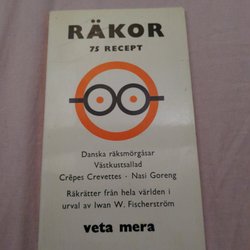 RÄKOR
75 RECEPT
Danska räksmörgåsar
Västkustsallad
Crêpes Crevettes · Nasi Goreng
Räkrätter från hela världen i
urval av Iwan W. Fischerström
veta mera